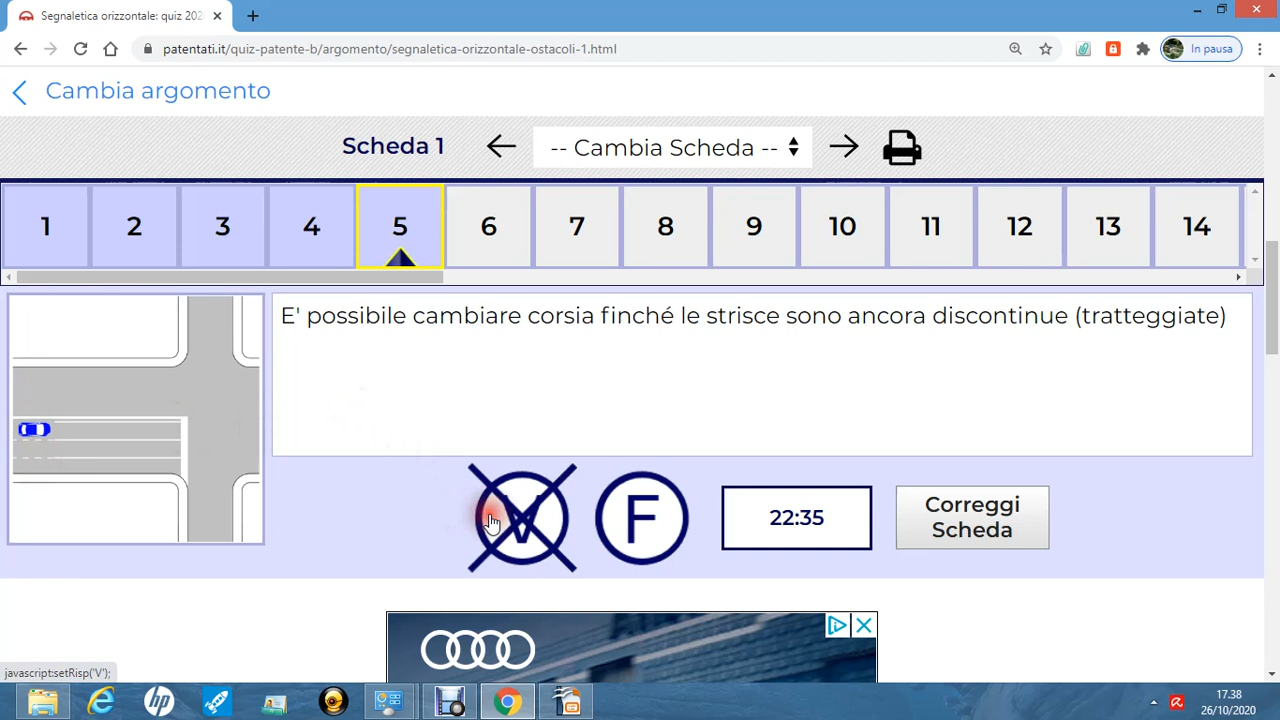 Segnaletica orizzontale: quiz 202
patentati.it/quiz-patente-b/argomento/segnaletica-orizzontale-ostacoli-1.html
In pausa
Cambia argomento
Scheda 1
-- Cambia Scheda --
1 2 3 4 5 6 7 8 9 10 11 12 13 14
E' possibile cambiare corsia finché le strisce sono ancora discontinue (tratteggiate)
V F
22:35
Correggi
Scheda
javascript:setRisp('V');
hp
17.38
26/10/2020